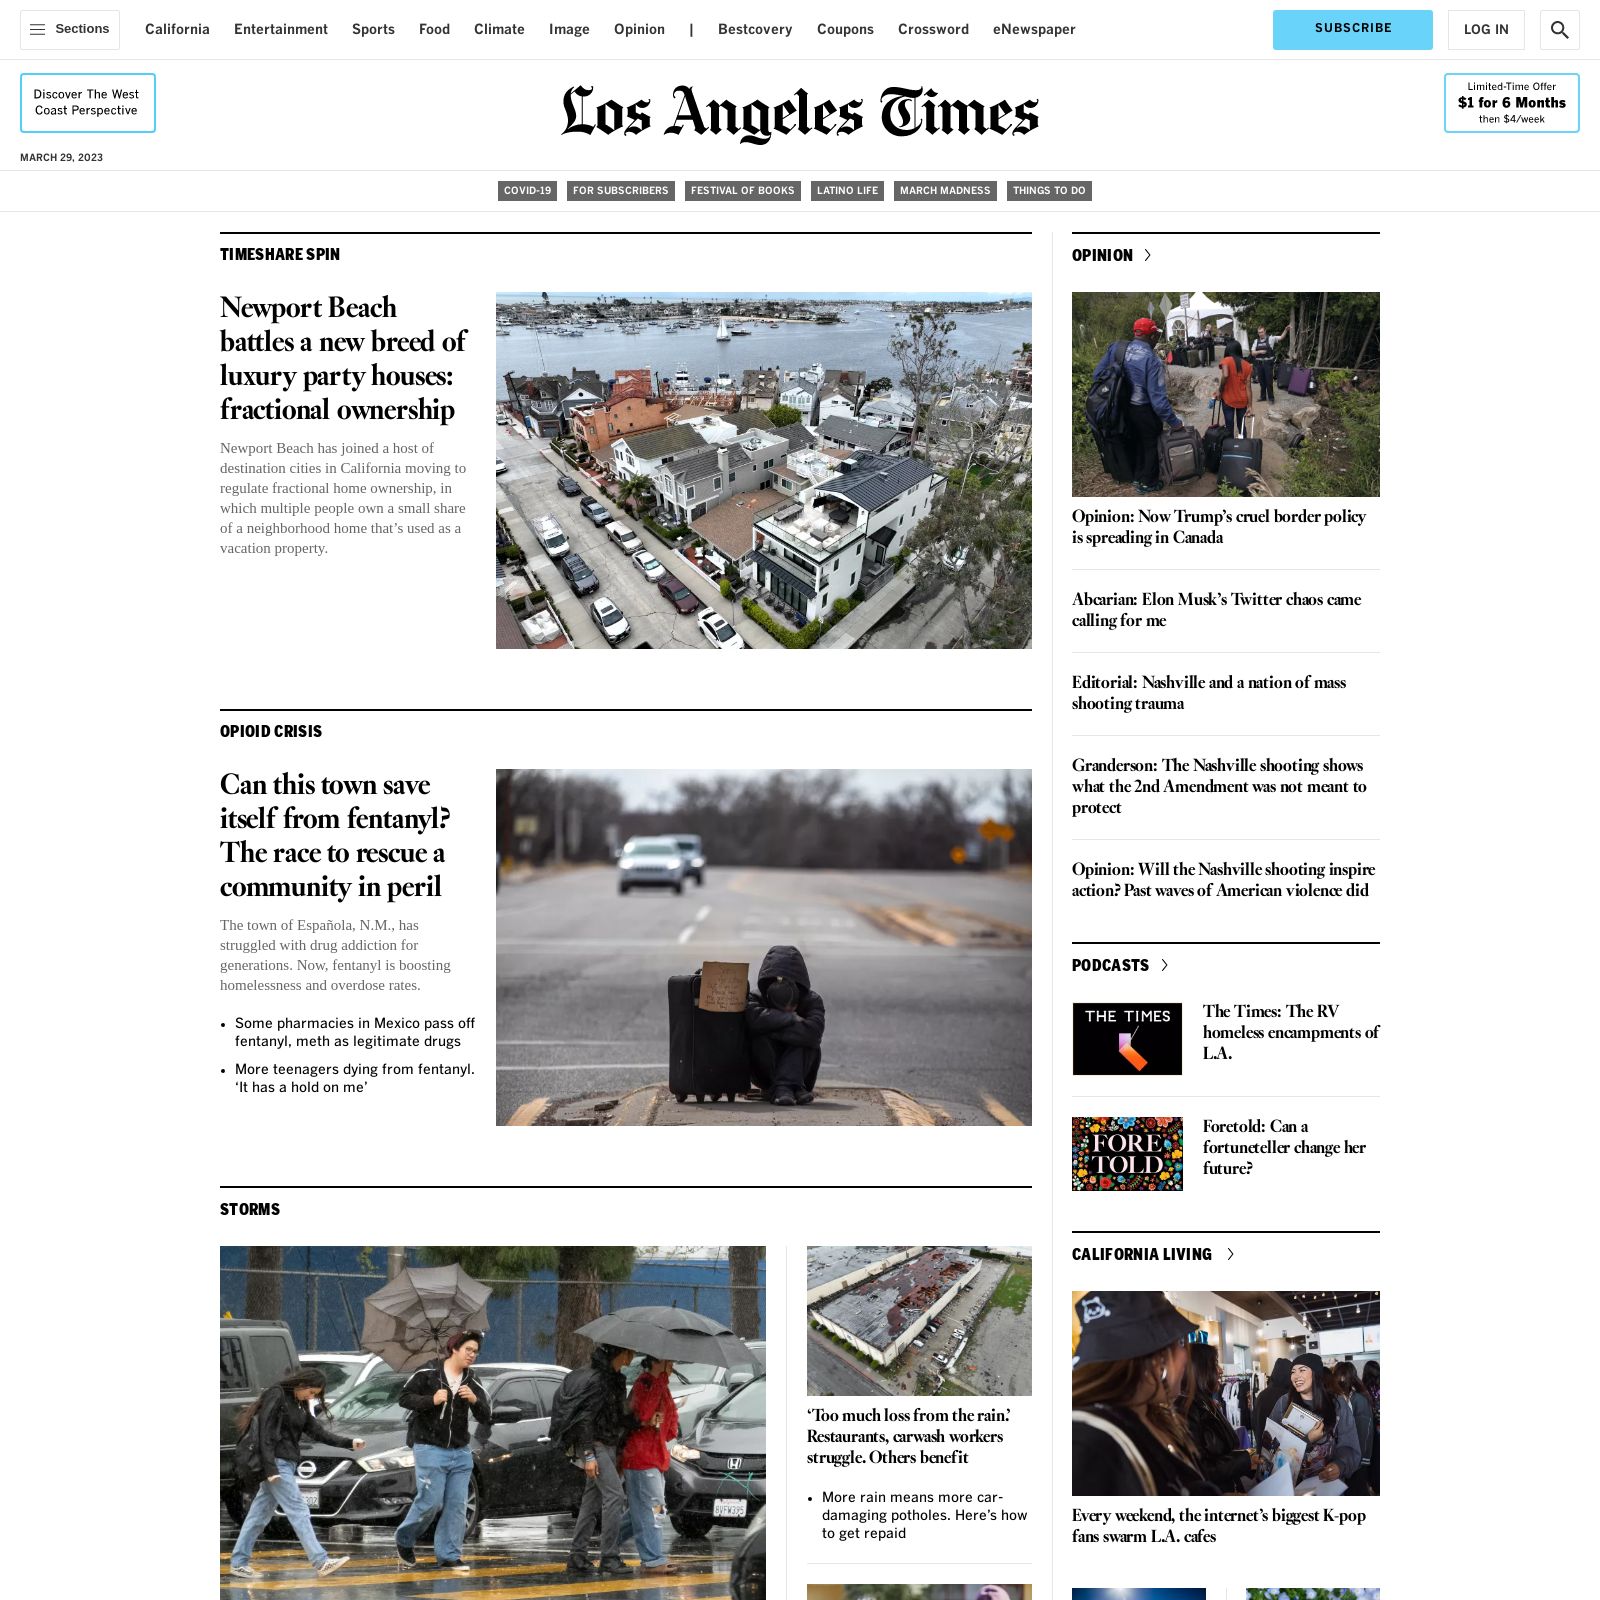 Sections
California
Entertainment
Sports
Food
Climate
Image
Opinion
|
Bestcovery
Coupons
Crossword
eNewspaper
SUBSCRIBE
LOG IN
Discover The West
Coast Perspective
Los Angeles Times
Limited-Time Offer
$1 for 6 Months
then $4/week
MARCH 29, 2023
COVID-19
FOR SUBSCRIBERS
FESTIVAL OF BOOKS
LATINO LIFE
MARCH MADNESS
THINGS TO DO
TIMESHARE SPIN
Newport Beach
battles a new breed of
luxury party houses:
fractional ownership
Newport Beach has joined a host of
destination cities in California moving to
regulate fractional home ownership, in
which multiple people own a small share
of a neighborhood home that’s used as a
vacation property.
OPIOID CRISIS
Can this town save
itself from fentanyl?
The race to rescue a
community in peril
The town of Española, N.M., has
struggled with drug addiction for
generations. Now, fentanyl is boosting
homelessness and overdose rates.
Some pharmacies in Mexico pass off
fentanyl, meth as legitimate drugs
More teenagers dying from fentanyl.
‘It has a hold on me’
STORMS
8VFW395
‘Too much loss from the rain.’
Restaurants, carwash workers
struggle. Others benefit
More rain means more car-
damaging potholes. Here’s how
to get repaid
OPINION
Opinion: Now Trump’s cruel border policy
is spreading in Canada
Abcarian: Elon Musk’s Twitter chaos came
calling for me
Editorial: Nashville and a nation of mass
shooting trauma
Granderson: The Nashville shooting shows
what the 2nd Amendment was not meant to
protect
Opinion: Will the Nashville shooting inspire
action? Past waves of American violence did
PODCASTS
THE TIMES
The Times: The RV
homeless encampments of
L.A.
FORE
TOLD
Foretold: Can a
fortuneteller change her
future?
CALIFORNIA LIVING
Every weekend, the internet’s biggest K-pop
fans swarm L.A. cafes